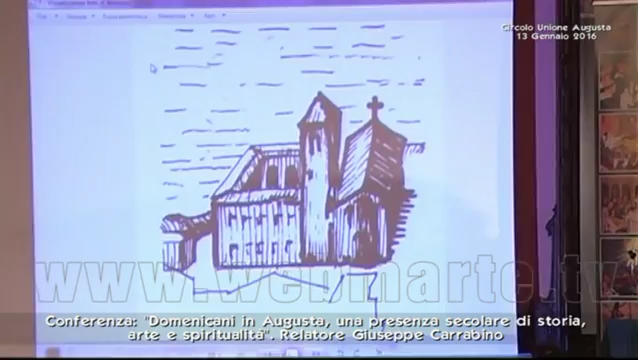 Circolo Unione Augusta
13 Gennaio 2016
www.webmarte.tv
Conferenza: "Domenicani in Augusta, una presenza secolare di storia,
arte e spiritualità". Relatore Giuseppe Carrabino